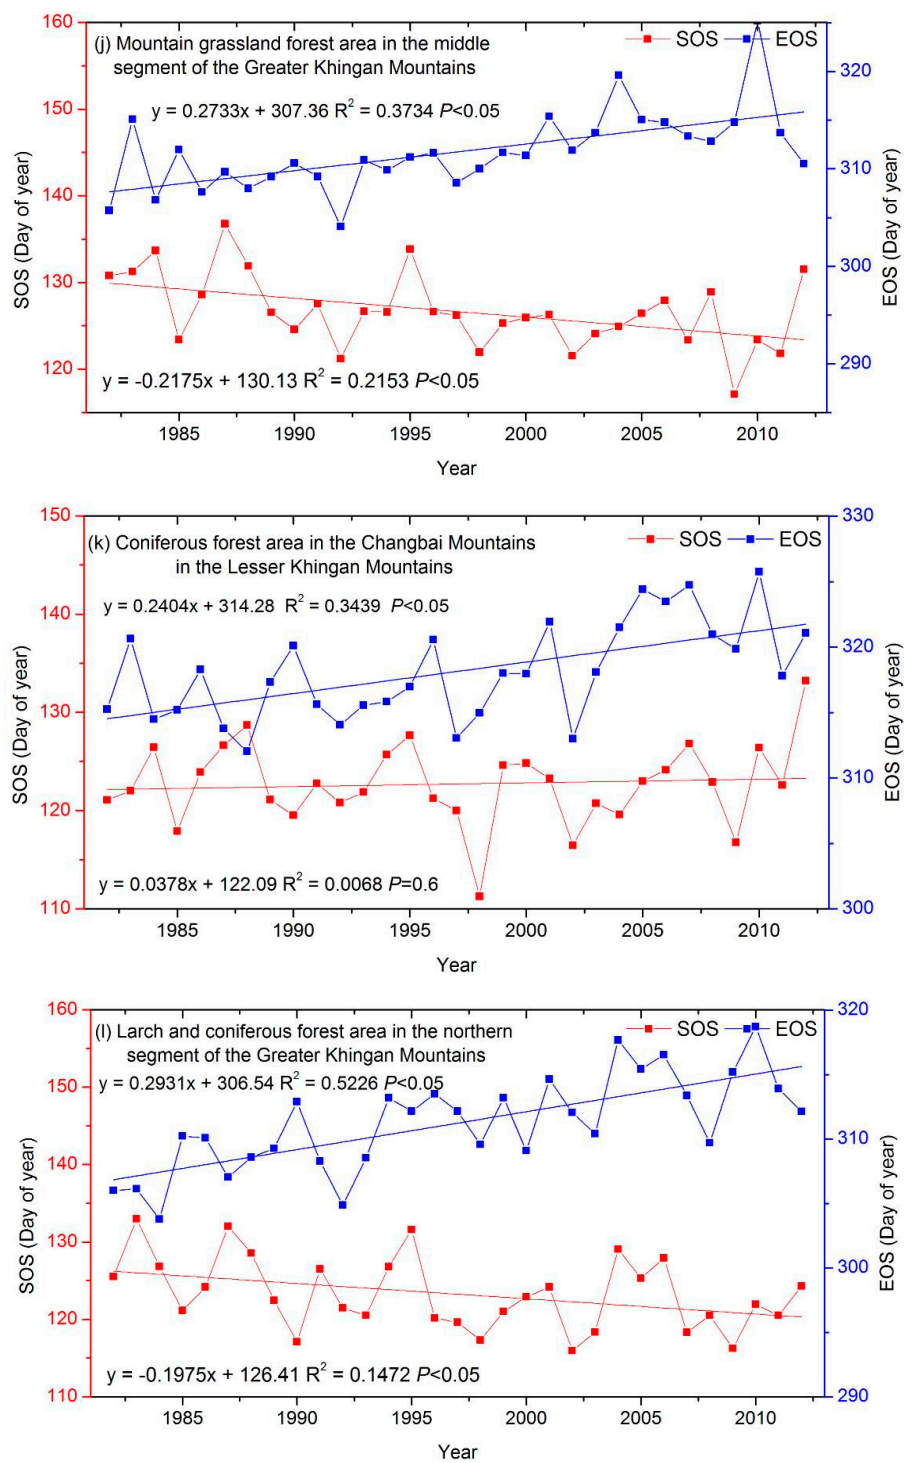 (j) Mountain grassland forest area in the middle
segment of the Greater Khingan Mountains
SOS EOS
y = 0.2733x + 307.36 R² = 0.3734 P<0.05
y = -0.2175x + 130.13 R² = 0.2153 P<0.05
160
150
140
130
120
SOS (Day of year)
320
310
300
290
EOS (Day of year)
1985 1990 1995 2000 2005 2010
Year
(k) Coniferous forest area in the Changbai Mountains
in the Lesser Khingan Mountains
SOS EOS
y = 0.2404x + 314.28 R² = 0.3439 P<0.05
y = 0.0378x + 122.09 R² = 0.0068 P=0.6
150
140
130
120
110
SOS (Day of year)
330
320
310
300
EOS (Day of year)
1985 1990 1995 2000 2005 2010
Year
(l) Larch and coniferous forest area in the northern
segment of the Greater Khingan Mountains
SOS EOS
y = 0.2931x + 306.54 R² = 0.5226 P<0.05
y = -0.1975x + 126.41 R² = 0.1472 P<0.05
160
150
140
130
120
110
SOS (Day of year)
320
310
300
290
EOS (Day of year)
1985 1990 1995 2000 2005 2010
Year